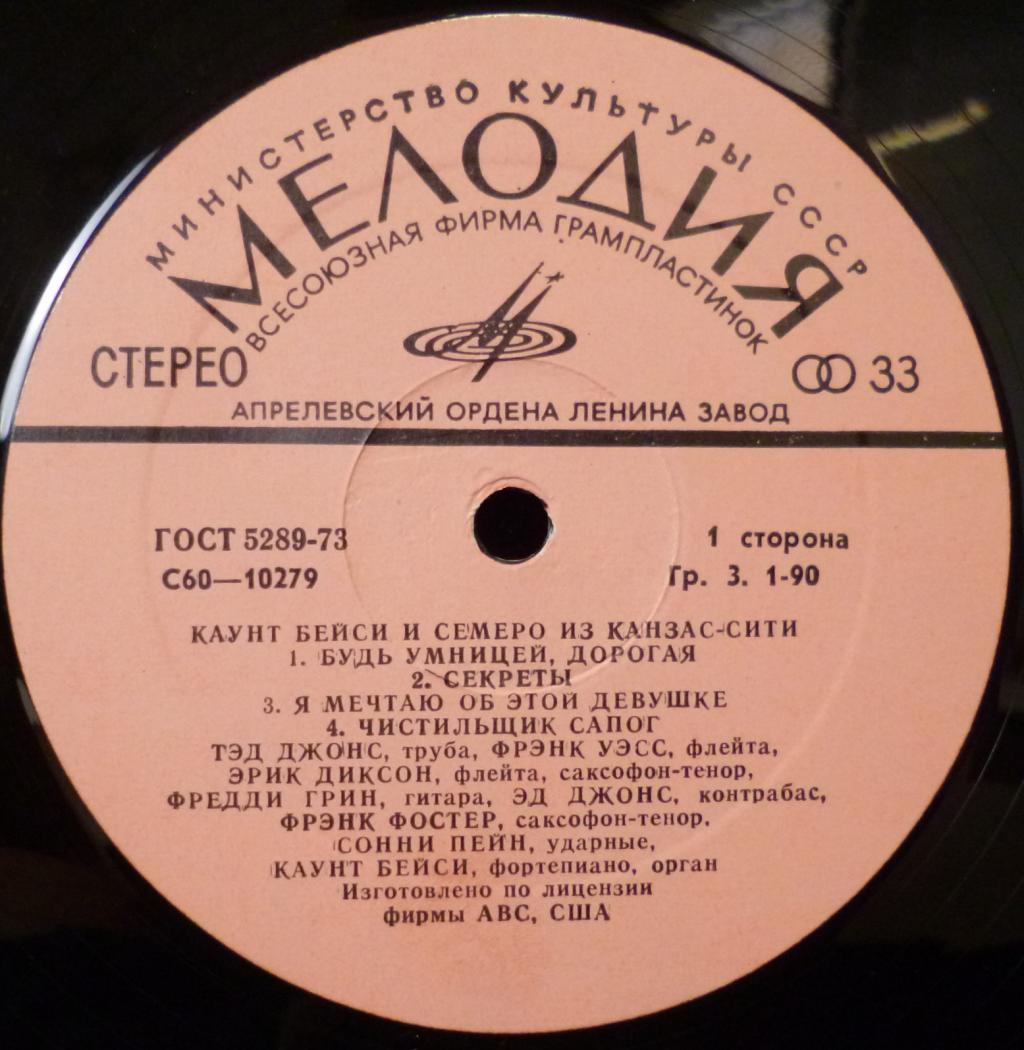 МИНИСТЕРСТВО КУЛЬТУРЫ СССР
МЕЛОДИЯ
ВСЕСОЮЗНАЯ ФИРМА ГРАМПЛАСТИНОК
СТЕРЕО
33
АПРЕЛЕВСКИЙ ОРДЕНА ЛЕНИНА ЗАВОД
ГОСТ 5289-73
1 сторона
С60—10279
Гр. 3. 1-90
КАУНТ БЕЙСИ И СЕМЕРО ИЗ КАНЗАС-СИТИ
1. БУДЬ УМНИЦЕЙ, ДОРОГАЯ
2. СЕКРЕТЫ
3. Я МЕЧТАЮ ОБ ЭТОЙ ДЕВУШКЕ
4. ЧИСТИЛЬЩИК САПОГ
ТЭД ДЖОНС, труба, ФРЭНК УЭСС, флейта,
ЭРИК ДИКСОН, флейта, саксофон-тенор,
ФРЕДДИ ГРИН, гитара, ЭД ДЖОНС, контрабас,
ФРЭНК ФОСТЕР, саксофон-тенор,
СОННИ ПЕЙН, ударные,
КАУНТ БЕЙСИ, фортепиано, орган
Изготовлено по лицензии
фирмы АВС, США